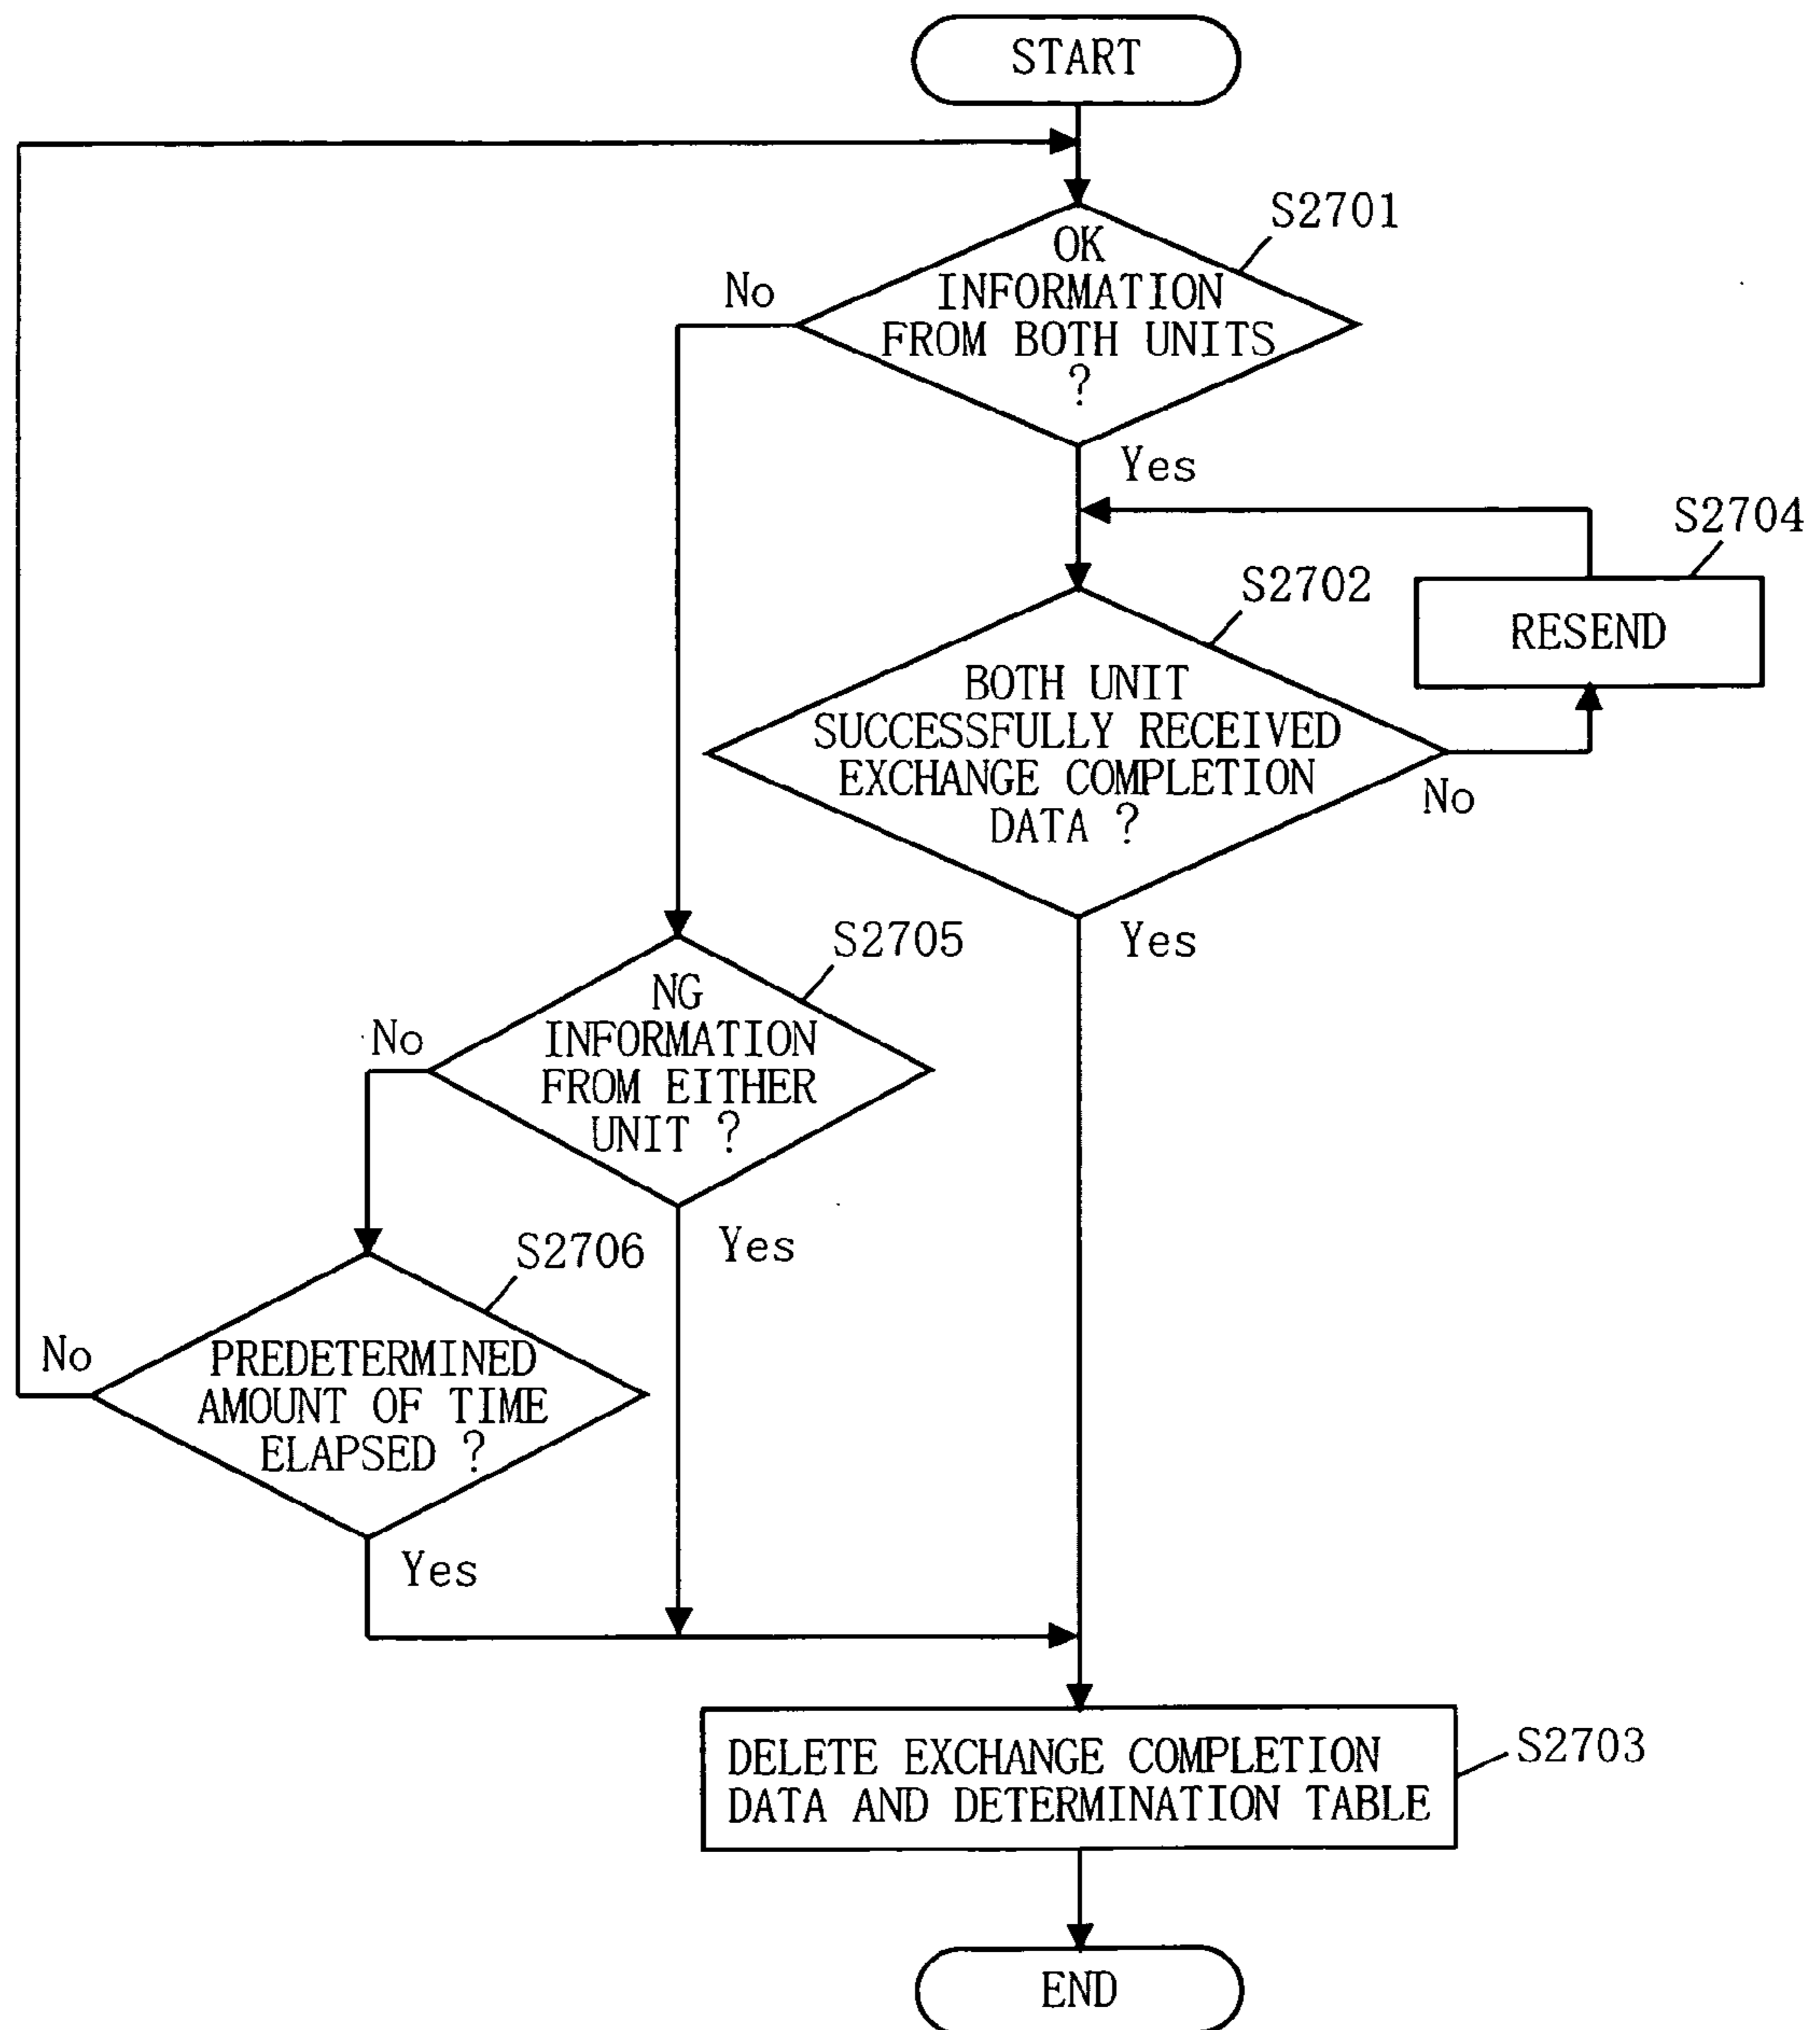 START
S2701
OK
INFORMATION
FROM BOTH UNITS
?
No
Yes
S2704
RESEND
S2702
BOTH UNIT
SUCCESSFULLY RECEIVED
EXCHANGE COMPLETION
DATA ?
No
Yes
S2705
NG
INFORMATION
FROM EITHER
UNIT ?
No
Yes
S2706
PREDETERMINED
AMOUNT OF TIME
ELAPSED ?
No
Yes
DELETE EXCHANGE COMPLETION
DATA AND DETERMINATION TABLE
S2703
END